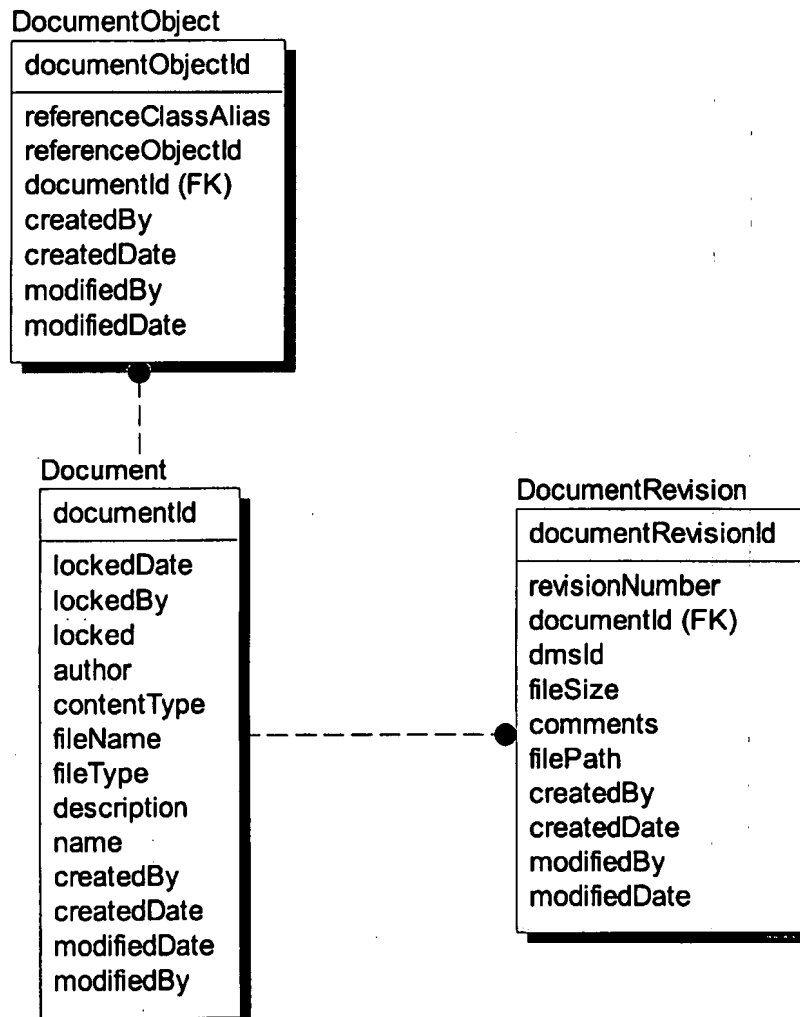 DocumentObject
documentObjectId
referenceClassAlias
referenceObjectId
documentId (FK)
createdBy
createdDate
modifiedBy
modifiedDate
Document
documentId
lockedDate
lockedBy
locked
author
contentType
fileName
fileType
description
name
createdBy
createdDate
modifiedDate
modifiedBy
DocumentRevision
documentRevisionId
revisionNumber
documentId (FK)
dmsId
fileSize
comments
filePath
createdBy
createdDate
modifiedBy
modifiedDate